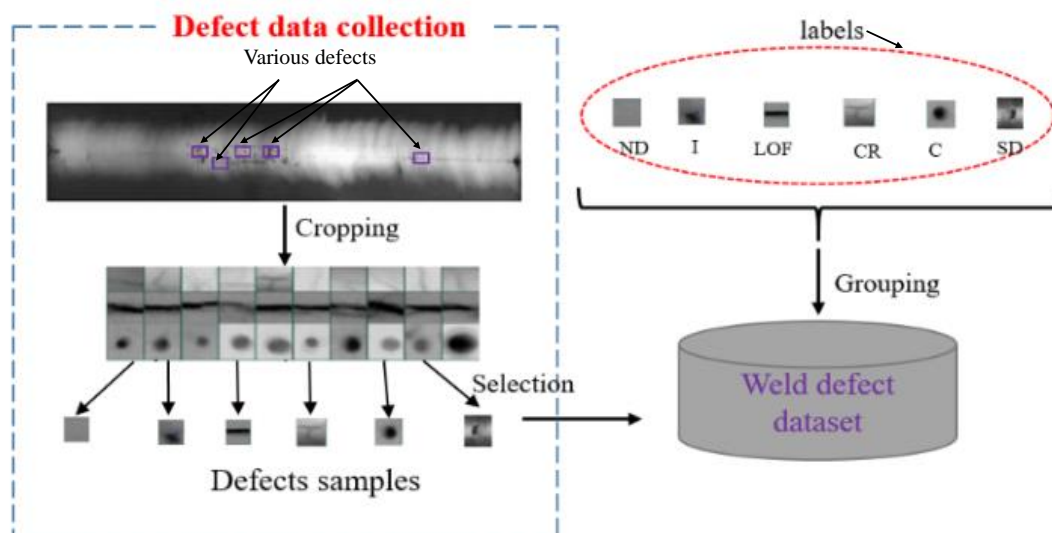 Defect data collection
Various defects
Cropping
Selection
Defects samples
labels
ND I LOF CR C SD
Grouping
Weld defect
dataset